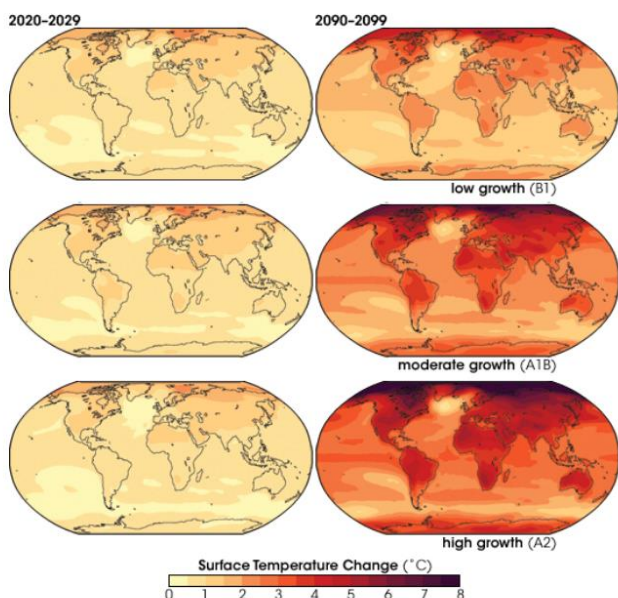 2020–2029
2090–2099
low growth (B1)
moderate growth (A1B)
high growth (A2)
Surface Temperature Change (°C)
0 1 2 3 4 5 6 7 8